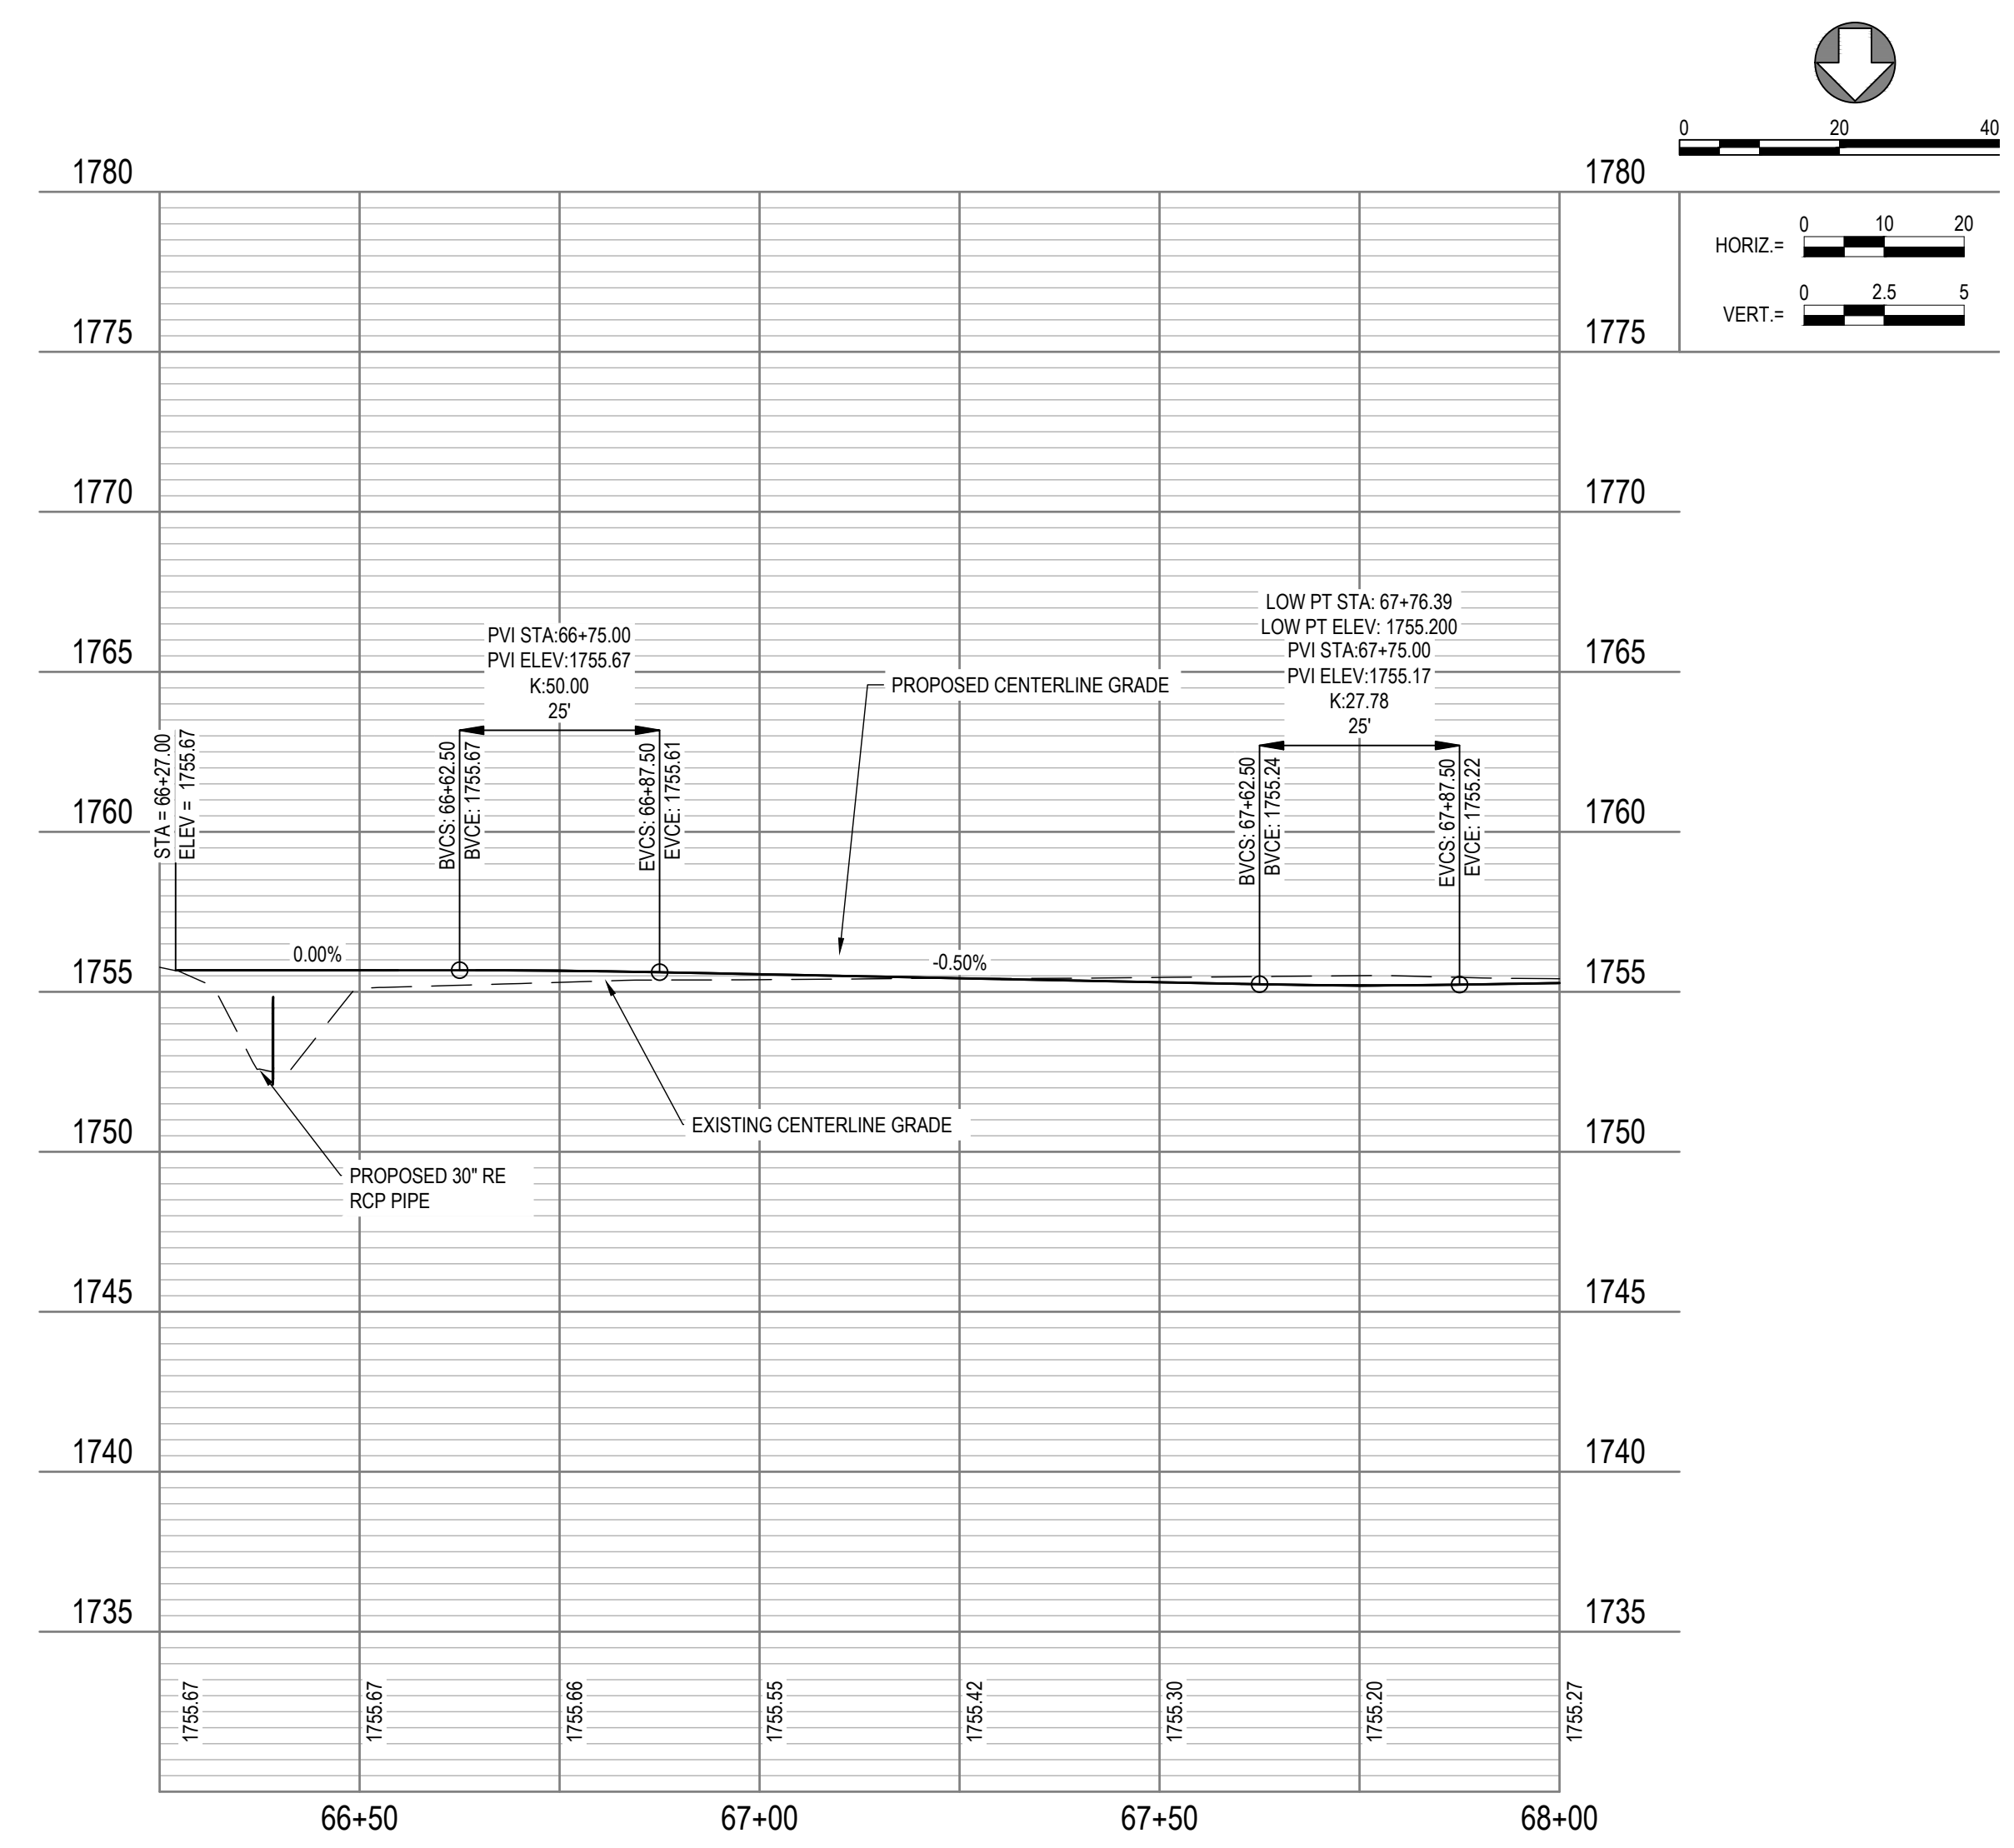 0 20 40
1780 1780
HORIZ.= 0 10 20
VERT.= 0 2.5 5
1775 1775
1770 1770
LOW PT STA: 67+76.39
LOW PT ELEV: 1755.200
PVI STA:67+75.00
PVI ELEV:1755.17
K:27.78
25'
PVI STA:66+75.00
PVI ELEV:1755.67
K:50.00
25'
1765 1765
PROPOSED CENTERLINE GRADE
STA = 66+27.00
ELEV = 1755.67
BVCS: 66+62.50
BVCE: 1755.67
EVCS: 66+87.50
EVCE: 1755.61
BVCS: 67+62.50
BVCE: 1755.24
EVCS: 67+87.50
EVCE: 1755.22
1760 1760
0.00%
-0.50%
1755 1755
EXISTING CENTERLINE GRADE
1750 1750
PROPOSED 30" RE
RCP PIPE
1745 1745
1740 1740
1735 1735
1755.67
1755.67
1755.66
1755.55
1755.42
1755.30
1755.20
1755.27
66+50 67+00 67+50 68+00